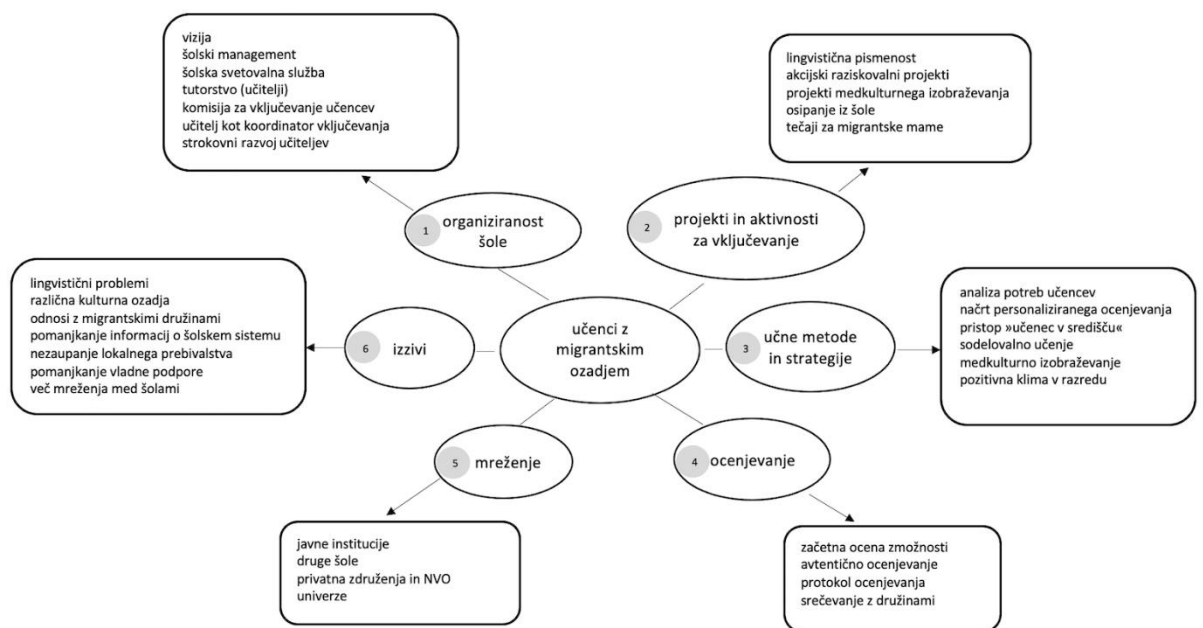 vizija
šolski management
šolska svetovalna služba
tutorstvo (učitelji)
komisija za vključevanje učencev
učitelj kot koordinator vključevanja
strokovni razvoj učiteljev
lingvistična pismenost
akcijski raziskovalni projekti
projekti medkulturnega izobraževanja
osipanje iz šole
tečaji za migrantske mame
1
organiziranost
šole
2
projekti in aktivnosti
za vključevanje
lingvistični problemi
različna kulturna ozadja
odnosi z migrantskimi družinami
pomanjkanje informacij o šolskem sistemu
nezaupanje lokalnega prebivalstva
pomanjkanje vladne podpore
več mreženja med šolami
6
izzivi
učenci z
migrantskim
ozadjem
3
učne metode
in strategije
analiza potreb učencev
načrt personaliziranega ocenjevanja
pristop »učenec v središču«
sodelovalno učenje
medkulturno izobraževanje
pozitivna klima v razredu
5
mreženje
4
ocenjevanje
javne institucije
druge šole
privatna združenja in NVO
univerze
začetna ocena zmožnosti
avtentično ocenjevanje
protokol ocenjevanja
srečevanje z družinami